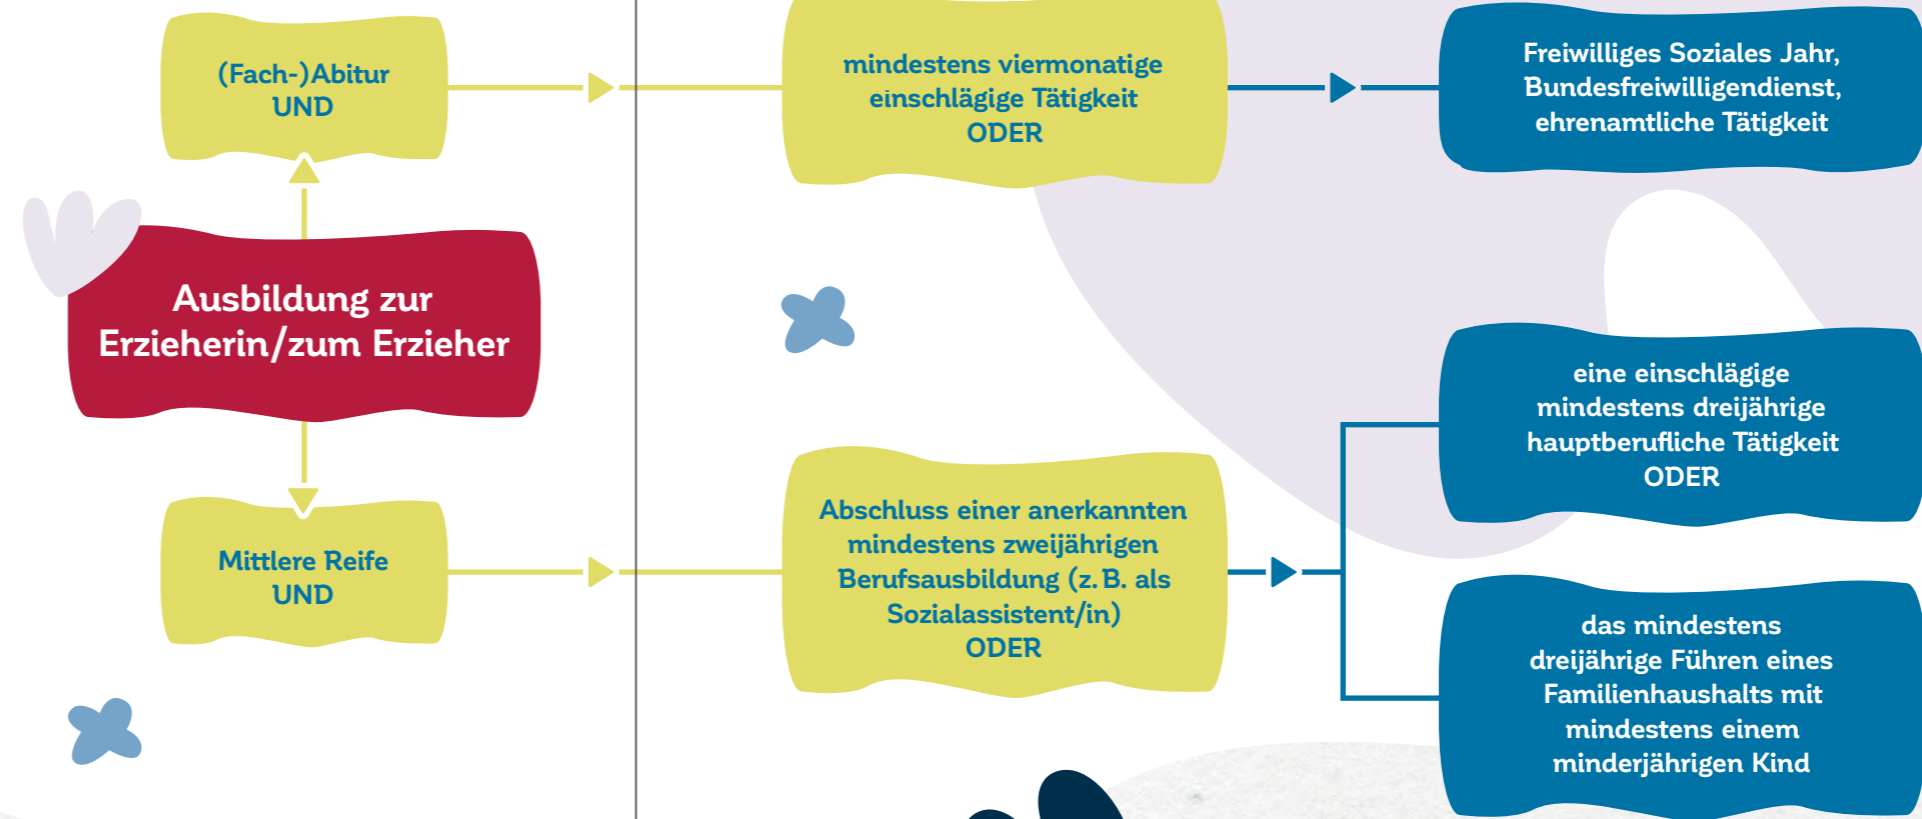 (Fach-)Abitur
UND
mindestens viermonatige
einschlägige Tätigkeit
ODER
Freiwilliges Soziales Jahr,
Bundesfreiwilligendienst,
ehrenamtliche Tätigkeit
Ausbildung zur
Erzieherin/zum Erzieher
Mittlere Reife
UND
Abschluss einer anerkannten
mindestens zweijährigen
Berufsausbildung (z. B. als
Sozialassistent/in)
ODER
eine einschlägige
mindestens dreijährige
hauptberufliche Tätigkeit
ODER
das mindestens
dreijährige Führen eines
Familienhaushalts mit
mindestens einem
minderjährigen Kind